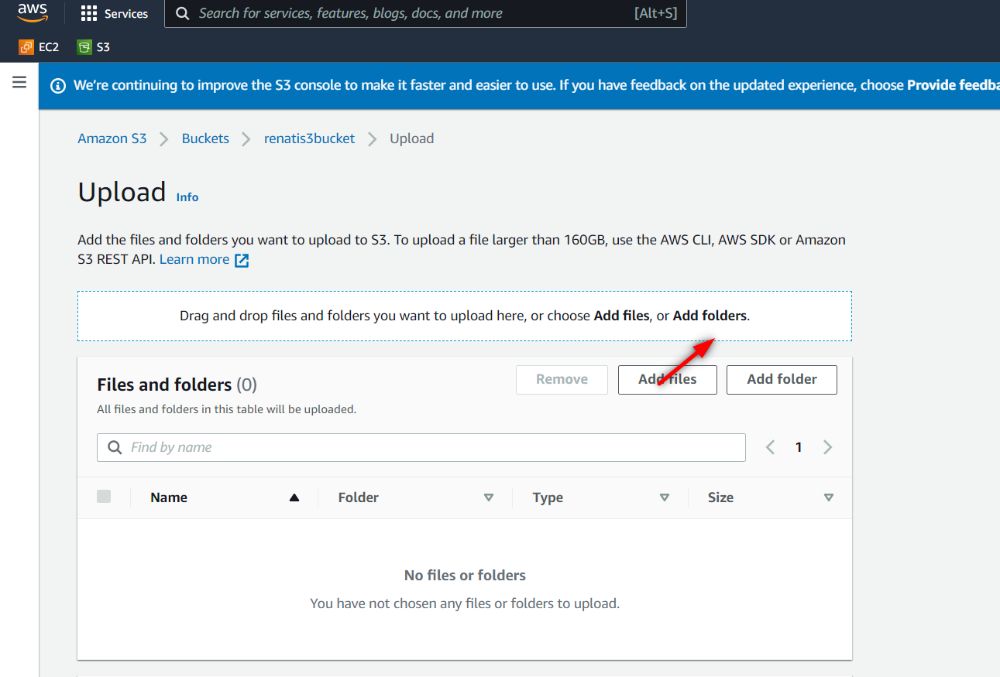 aws
Services
Search for services, features, blogs, docs, and more
[Alt+S]
EC2
S3
We're continuing to improve the S3 console to make it faster and easier to use. If you have feedback on the updated experience, choose Provide feedba
Amazon S3 > Buckets > renatis3bucket > Upload
Upload Info
Add the files and folders you want to upload to S3. To upload a file larger than 160GB, use the AWS CLI, AWS SDK or Amazon
S3 REST API. Learn more
Drag and drop files and folders you want to upload here, or choose Add files, or Add folders.
Files and folders (0)
Remove
Add files
Add folder
All files and folders in this table will be uploaded.
Find by name
1
Name
Folder
Type
Size
No files or folders
You have not chosen any files or folders to upload.